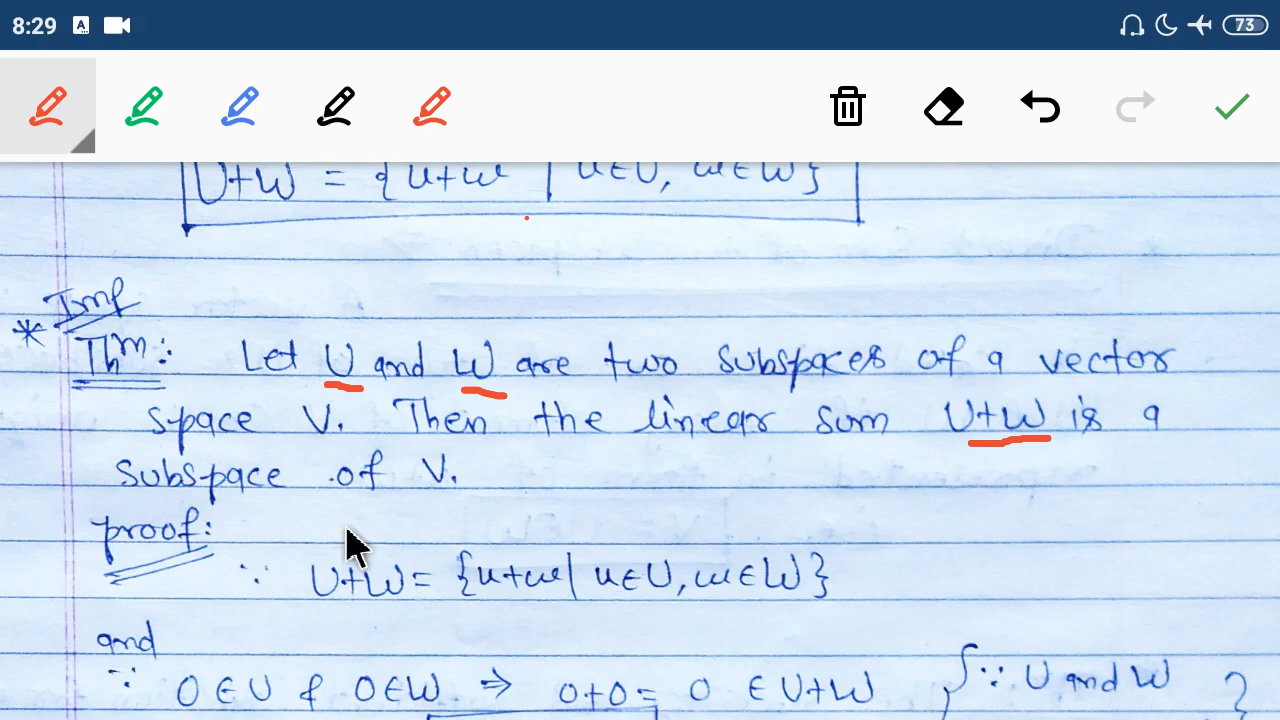 8:29 A 73
U+W = {u+w | u∈U, w∈W}
* Imp
Thm: Let U and W are two subspaces of a vector
space V. Then the linear sum U+W is a
subspace of V.
proof:
∵ U+W = {u+w | u∈U, w∈W}
and
∵ 0∈U & 0∈W ⇒ 0+0 = 0 ∈ U+W {∵ U and W }